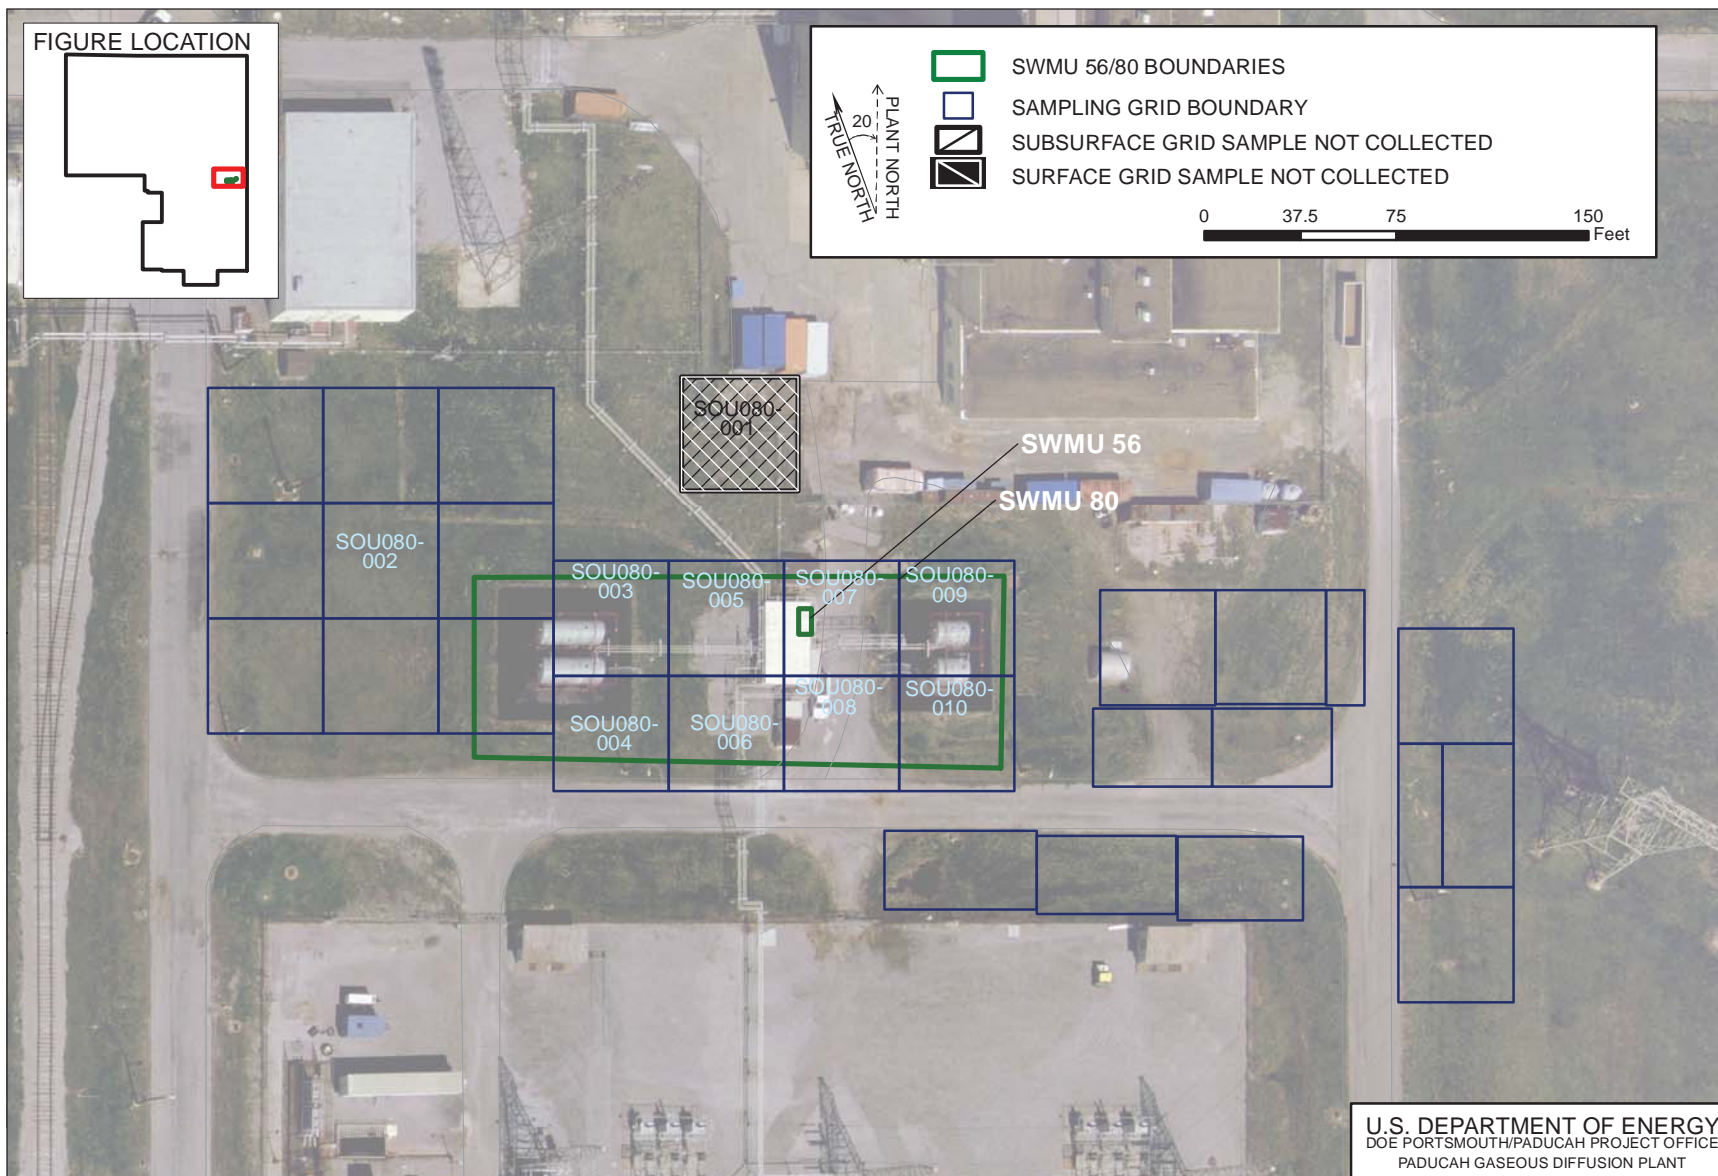 FIGURE LOCATION
TRUE NORTH
20
PLANT NORTH
SWMU 56/80 BOUNDARIES
SAMPLING GRID BOUNDARY
SUBSURFACE GRID SAMPLE NOT COLLECTED
SURFACE GRID SAMPLE NOT COLLECTED
0 37.5 75 150
Feet
SOU080-
001
SWMU 56
SWMU 80
SOU080-
002
SOU080-
003
SOU080-
005
SOU080-
007
SOU080-
009
SOU080-
004
SOU080-
006
SOU080-
008
SOU080-
010
U.S. DEPARTMENT OF ENERGY
DOE PORTSMOUTH/PADUCAH PROJECT OFFICE
PADUCAH GASEOUS DIFFUSION PLANT